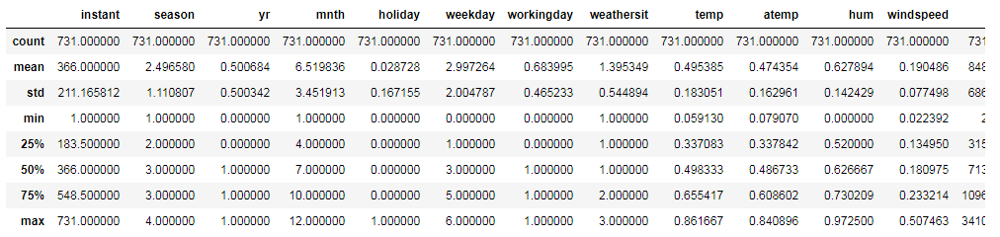 instant season yr mnth holiday weekday workingday weathersit temp atemp hum windspeed
count 731.000000 731.000000 731.000000 731.000000 731.000000 731.000000 731.000000 731.000000 731.000000 731.000000 731.000000 731.000000 731
mean 366.000000 2.496580 0.500684 6.519836 0.028728 2.997264 0.683995 1.395349 0.495385 0.474354 0.627894 0.190486 848
std 211.165812 1.110807 0.500342 3.451913 0.167155 2.004787 0.465233 0.544894 0.183051 0.162961 0.142429 0.077498 686
min 1.000000 1.000000 0.000000 1.000000 0.000000 0.000000 0.000000 1.000000 0.059130 0.079070 0.000000 0.022392 2
25% 183.500000 2.000000 0.000000 4.000000 0.000000 1.000000 0.000000 1.000000 0.337083 0.337842 0.520000 0.134950 315
50% 366.000000 3.000000 1.000000 7.000000 0.000000 3.000000 1.000000 1.000000 0.498333 0.486733 0.626667 0.180975 713
75% 548.500000 3.000000 1.000000 10.000000 0.000000 5.000000 1.000000 2.000000 0.655417 0.608602 0.730209 0.233214 1096
max 731.000000 4.000000 1.000000 12.000000 1.000000 6.000000 1.000000 3.000000 0.861667 0.840896 0.972500 0.507463 3410